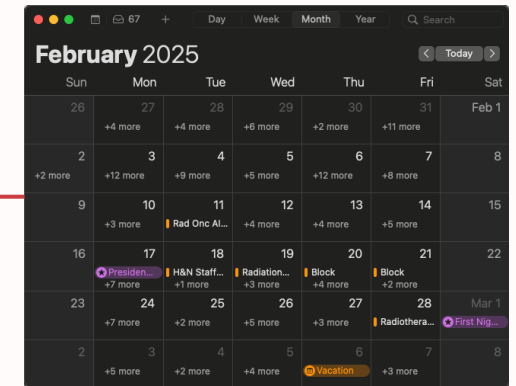 67 + Day Week Month Year Search
February 2025 < Today >
Sun Mon Tue Wed Thu Fri Sat
26 27 28 29 30 31 Feb 1
+4 more +4 more +6 more +2 more +11 more
2 3 4 5 6 7 8
+2 more +12 more +9 more +5 more +12 more +8 more
9 10 11 12 13 14 15
+3 more Rad Onc Al... +4 more +4 more +5 more
16 17 18 19 20 21 22
Presiden... H&N Staff... Radiation... Block Block
+7 more +1 more +3 more +4 more +2 more
23 24 25 26 27 28 Mar 1
+7 more +2 more +5 more +3 more Radiothera... First Nig...
2 3 4 5 6 7 8
+5 more +2 more +4 more Vacation +3 more